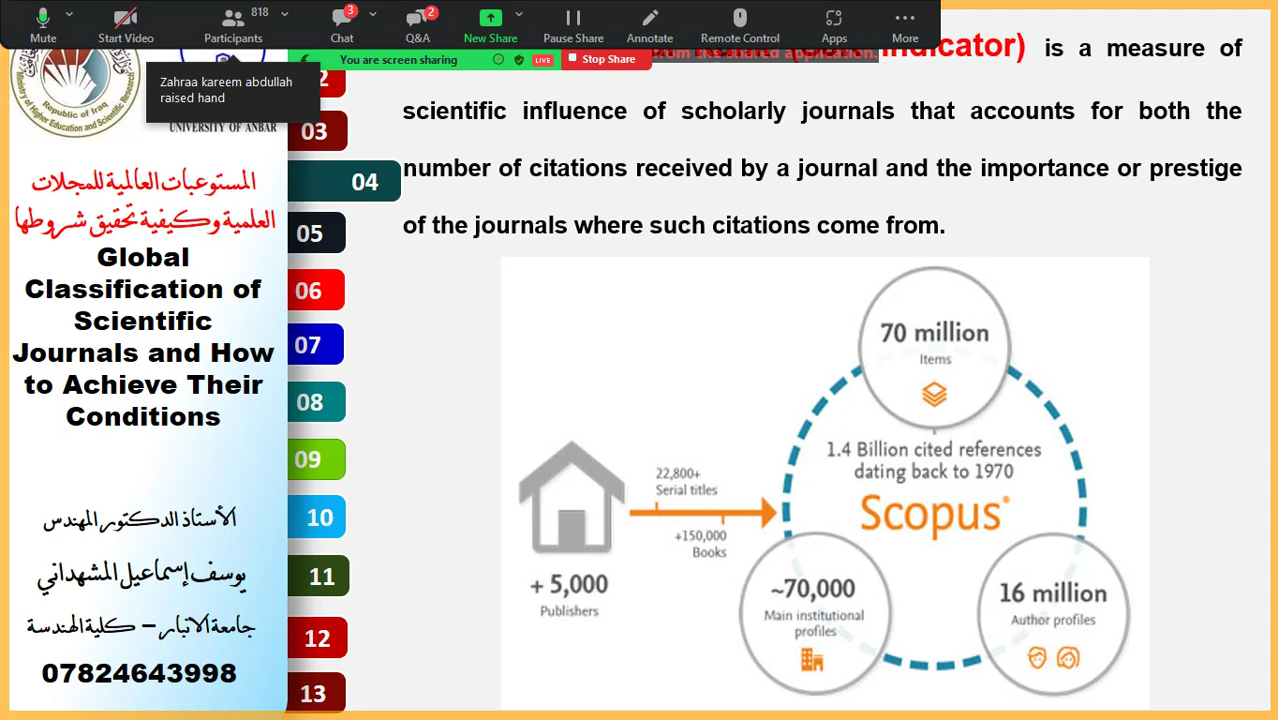 818
3
2
Mute
Start Video
Participants
Chat
Q&A
New Share
Pause Share
Annotate
Remote Control
Apps
More
You are screen sharing
LIVE
Stop Share
from the shared application.
Zahraa kareem abdullah
raised hand
Ministry of Higher Education and Scientific Research
Republic of Iraq
UNIVERSITY OF ANBAR
المستوعبات العالمية للمجلات
العلمية وكيفية تحقيق شروطها
Global
Classification of
Scientific
Journals and How
to Achieve Their
Conditions
الأستاذ الدكتور المهندس
يوسف إسماعيل المشهداني
جامعة الانبار – كلية الهندسة
07824643998
2
03
04
05
06
07
08
09
10
11
12
13
indicator) is a measure of
scientific influence of scholarly journals that accounts for both the
number of citations received by a journal and the importance or prestige
of the journals where such citations come from.
70 million
Items
1.4 Billion cited references
dating back to 1970
Scopus®
22,800+
Serial titles
+150,000
Books
+ 5,000
Publishers
~70,000
Main institutional
profiles
16 million
Author profiles